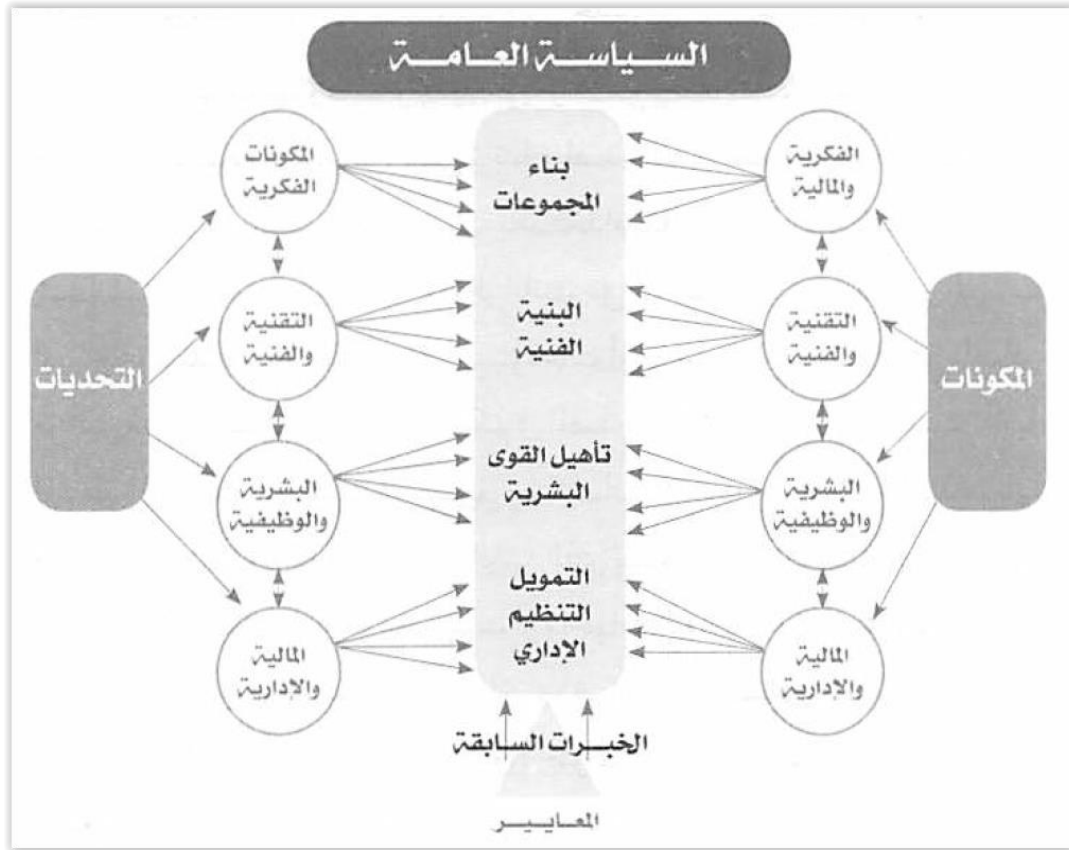 السياسة العامة
الفكرية
والمالية
التقنية
والفنية
البشرية
والوظيفية
المالية
والإدارية
المكونات
بناء
المجموعات
البنية
الفنية
تأهيل القوى
البشرية
التمويل
التنظيم
الإداري
المكونات
الفكرية
التقنية
والفنية
البشرية
والوظيفية
المالية
والإدارية
التحديات
الخبرات السابقة
المعايير